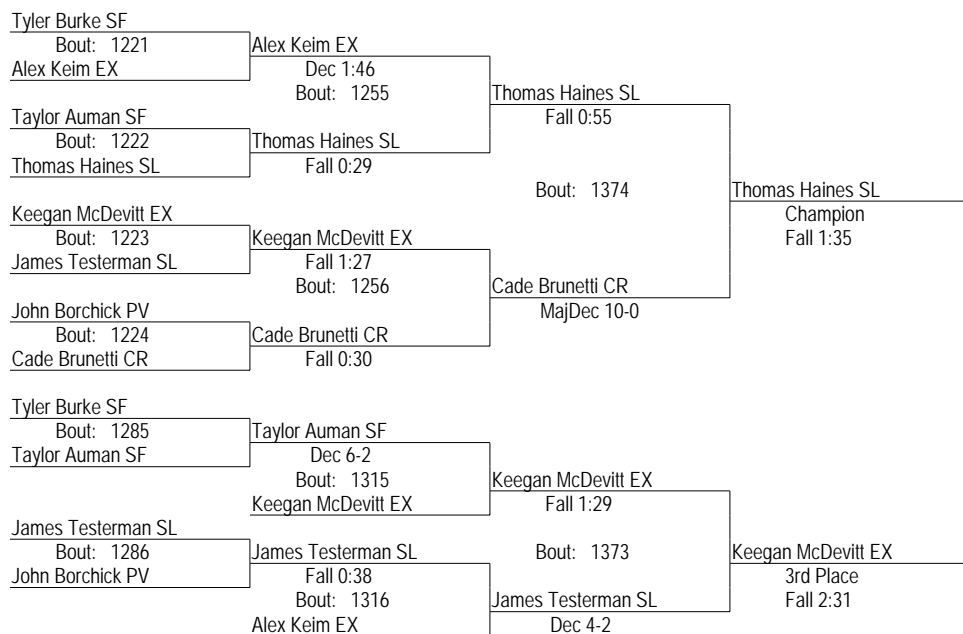 Tyler Burke SF
Bout: 1221
Alex Keim EX
Alex Keim EX
Dec 1:46
Bout: 1255
Thomas Haines SL
Fall 0:55
Taylor Auman SF
Bout: 1222
Thomas Haines SL
Thomas Haines SL
Fall 0:29
Bout: 1374
Thomas Haines SL
Champion
Fall 1:35
Keegan McDevitt EX
Bout: 1223
James Testerman SL
Keegan McDevitt EX
Fall 1:27
Bout: 1256
Cade Brunetti CR
MajDec 10-0
John Borchick PV
Bout: 1224
Cade Brunetti CR
Cade Brunetti CR
Fall 0:30
Tyler Burke SF
Bout: 1285
Taylor Auman SF
Taylor Auman SF
Dec 6-2
Bout: 1315
Keegan McDevitt EX
Keegan McDevitt EX
Fall 1:29
James Testerman SL
Bout: 1286
John Borchick PV
James Testerman SL
Fall 0:38
Bout: 1316
Alex Keim EX
Bout: 1373
James Testerman SL
Dec 4-2
Keegan McDevitt EX
3rd Place
Fall 2:31